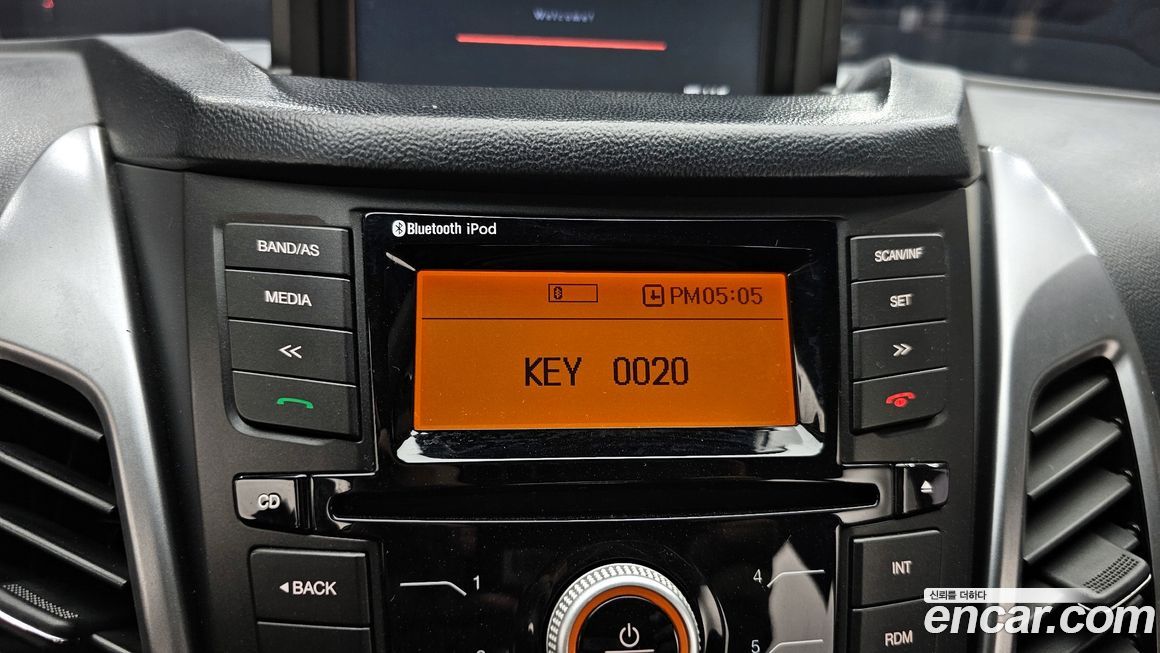 Welcome!
Bluetooth iPod
BAND/AS
MEDIA
SCAN/INF
SET
PM05:05
KEY 0020
CD
BACK
1
4
5
INT
RDM
신뢰를 더하다
encar.com